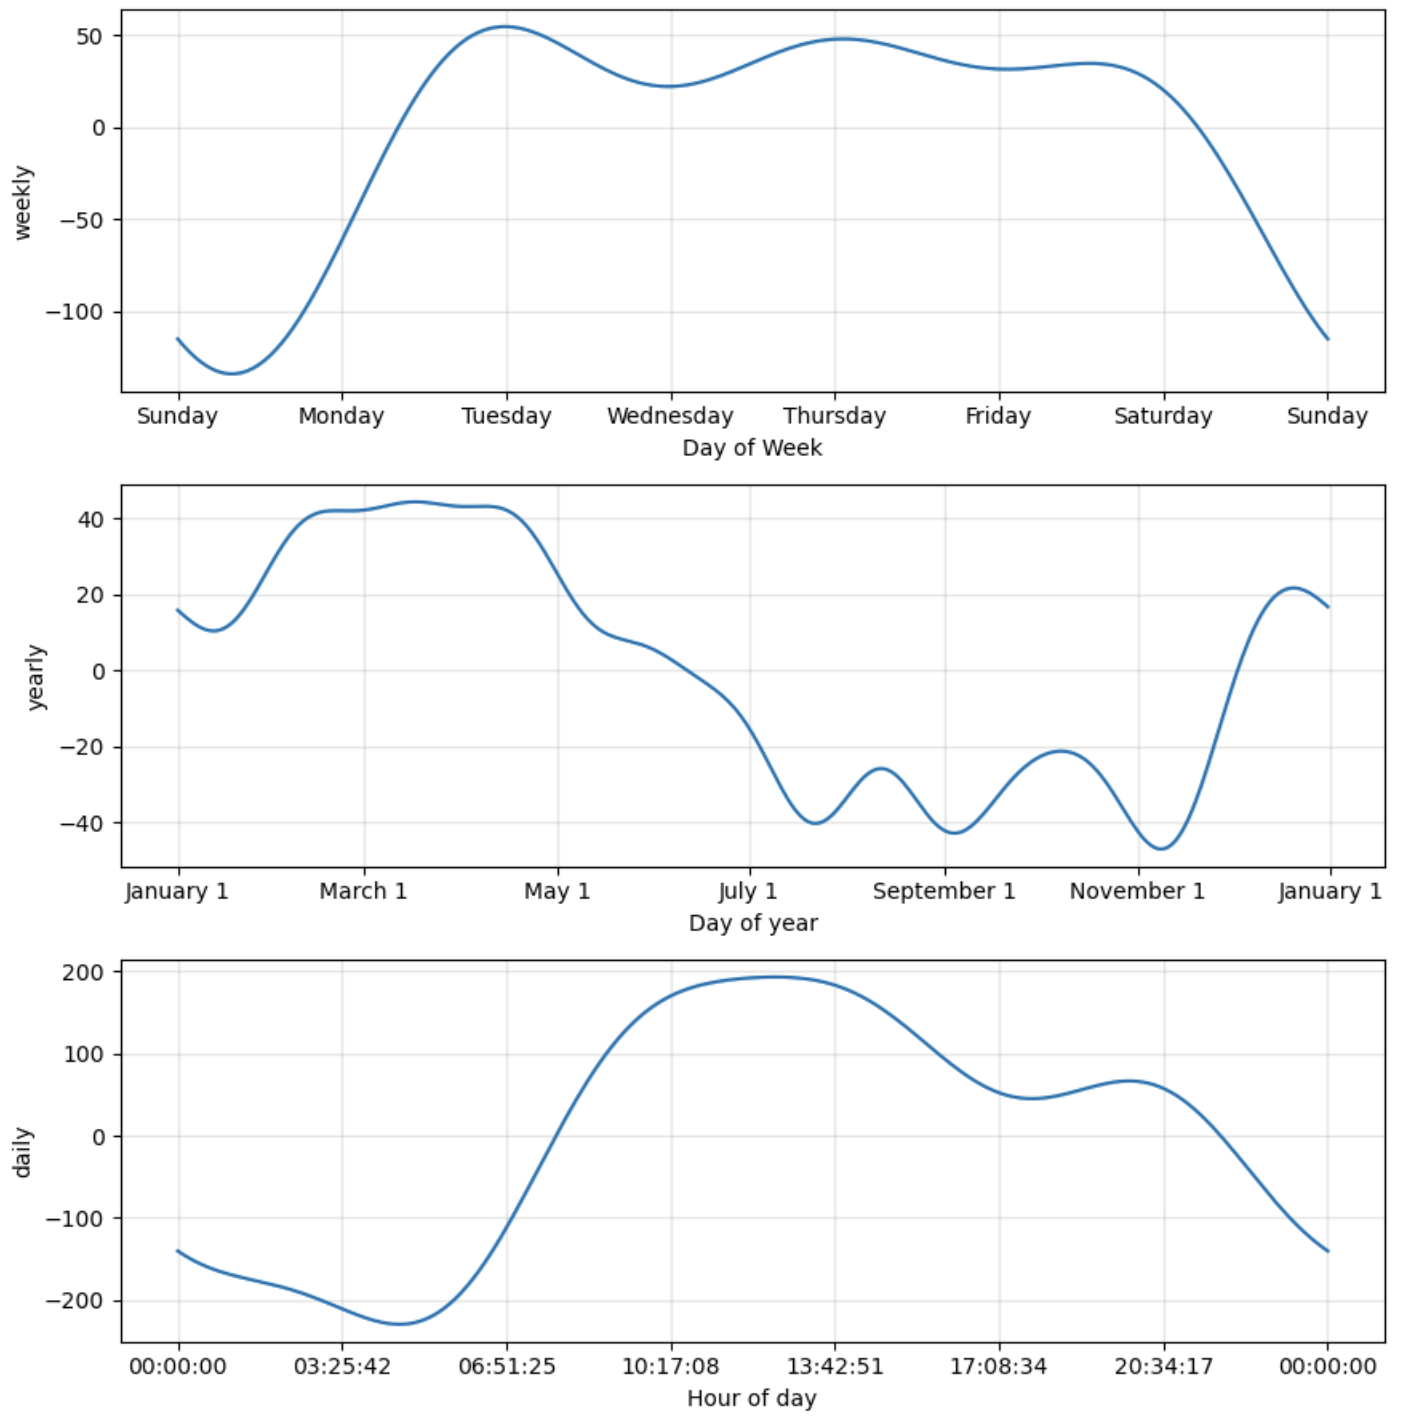 50
0
−50
−100
weekly
Sunday Monday Tuesday Wednesday Thursday Friday Saturday Sunday
Day of Week
40
20
0
−20
−40
yearly
January 1 March 1 May 1 July 1 September 1 November 1 January 1
Day of year
200
100
0
−100
−200
daily
00:00:00 03:25:42 06:51:25 10:17:08 13:42:51 17:08:34 20:34:17 00:00:00
Hour of day